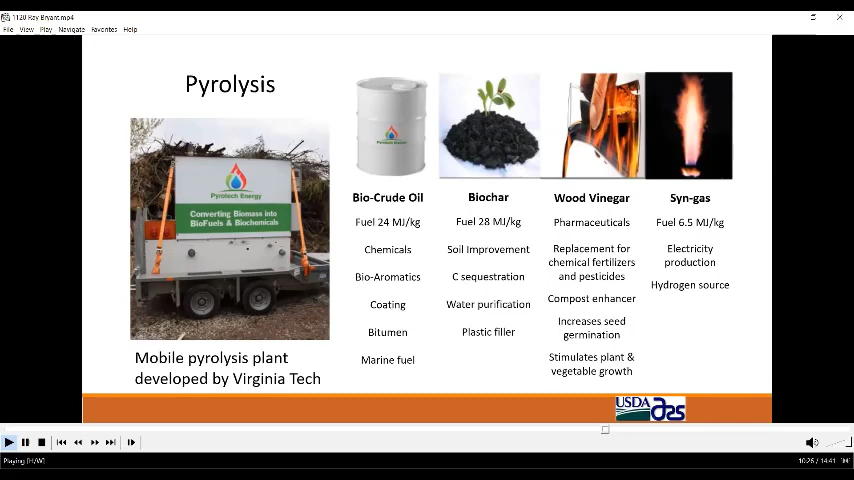 1120 Ray Bryant.mp4
File View Play Navigate Favorites Help
Pyrolysis
Pyrotech Energy
Converting Biomass into
BioFuels & Biochemicals
Mobile pyrolysis plant
developed by Virginia Tech
Pyrotech Energy
Bio-Crude Oil
Fuel 24 MJ/kg
Chemicals
Bio-Aromatics
Coating
Bitumen
Marine fuel
Biochar
Fuel 28 MJ/kg
Soil Improvement
C sequestration
Water purification
Plastic filler
Wood Vinegar
Pharmaceuticals
Replacement for
chemical fertilizers
and pesticides
Compost enhancer
Increases seed
germination
Stimulates plant &
vegetable growth
Syn-gas
Fuel 6.5 MJ/kg
Electricity
production
Hydrogen source
USDA ars
Playing [H/W]
10:26 / 14:41